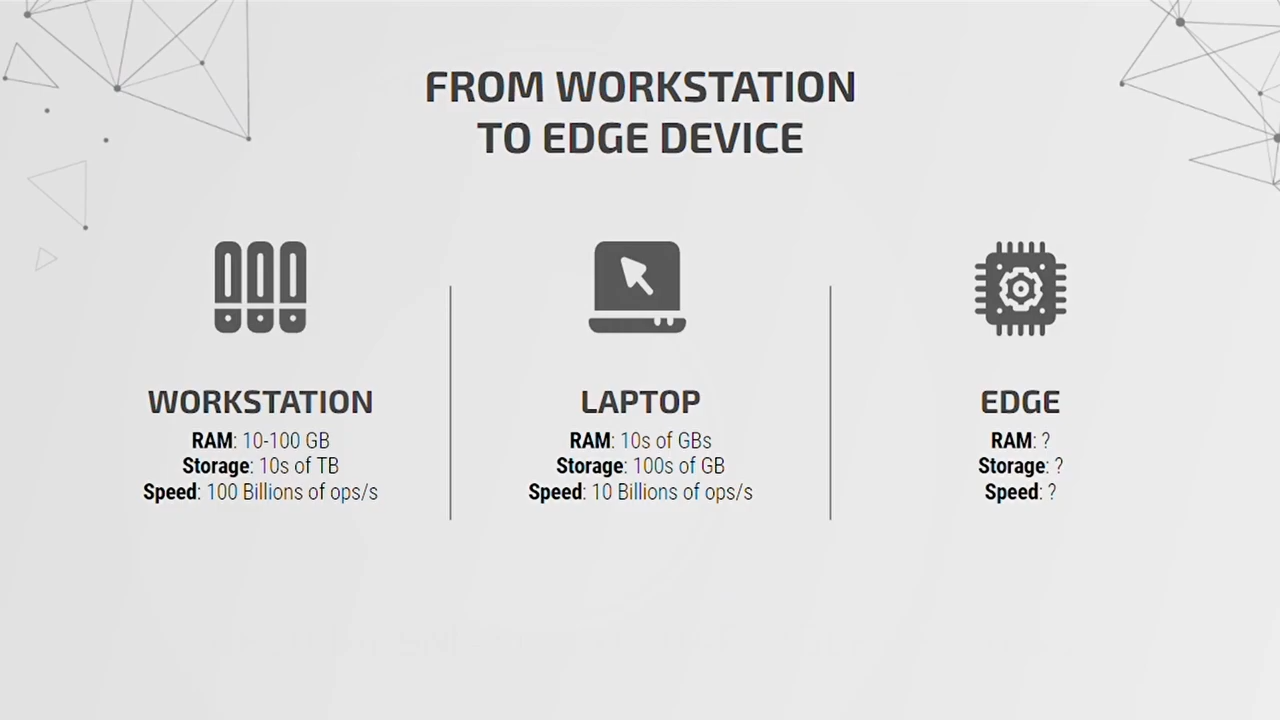 FROM WORKSTATION
TO EDGE DEVICE
WORKSTATION
RAM: 10-100 GB
Storage: 10s of TB
Speed: 100 Billions of ops/s
LAPTOP
RAM: 10s of GBs
Storage: 100s of GB
Speed: 10 Billions of ops/s
EDGE
RAM: ?
Storage: ?
Speed: ?